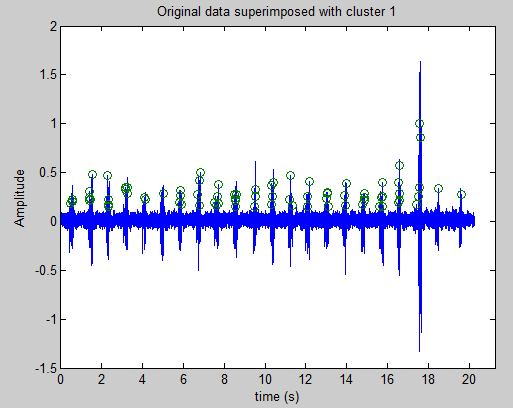 Original data superimposed with cluster 1
2
1.5
1
0.5
0
-0.5
-1
-1.5
Amplitude
0 2 4 6 8 10 12 14 16 18 20
time (s)